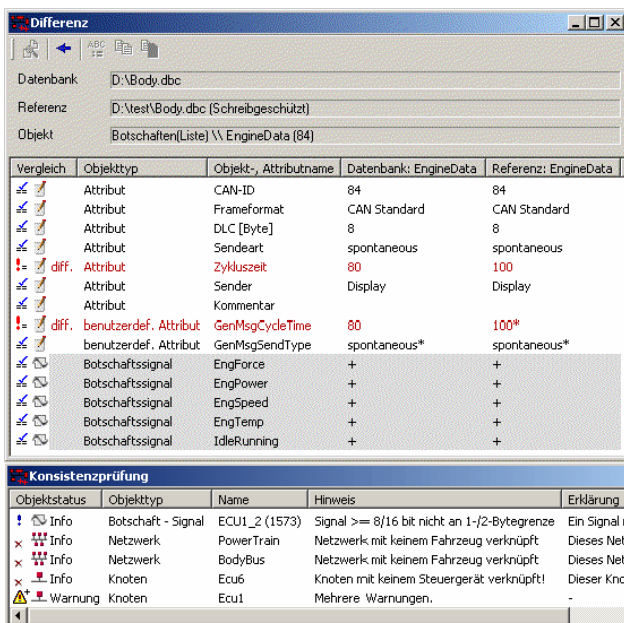 Differenz
ABC
Datenbank D:\Body.dbc
Referenz D:\test\Body.dbc (Schreibgeschützt)
Objekt Botschaften(Liste) \\ EngineData (84)
Vergleich Objekttyp Objekt-, Attributname Datenbank: EngineData Referenz: EngineData
Attribut CAN-ID 84 84
Attribut Frameformat CAN Standard CAN Standard
Attribut DLC [Byte] 8 8
Attribut Sendeart spontaneous spontaneous
!= diff. Attribut Zykluszeit 80 100
Attribut Sender Display Display
Attribut Kommentar
!= diff. benutzerdef. Attribut GenMsgCycleTime 80 100*
benutzerdef. Attribut GenMsgSendType spontaneous* spontaneous*
Botschaftssignal EngForce + +
Botschaftssignal EngPower + +
Botschaftssignal EngSpeed + +
Botschaftssignal EngTemp + +
Botschaftssignal IdleRunning + +
Konsistenzprüfung
Objektstatus Objekttyp Name Hinweis Erklärung
! Info Botschaft - Signal ECU1_2 (1573) Signal >= 8/16 bit nicht an 1-/2-Bytegrenze Ein Signal
Info Netzwerk PowerTrain Netzwerk mit keinem Fahrzeug verknüpft Dieses Net
Info Netzwerk BodyBus Netzwerk mit keinem Fahrzeug verknüpft Dieses Net
Info Knoten Ecu6 Knoten mit keinem Steuergerät verknüpft! Dieser Kno
Warnung Knoten Ecu1 Mehrere Warnungen. -